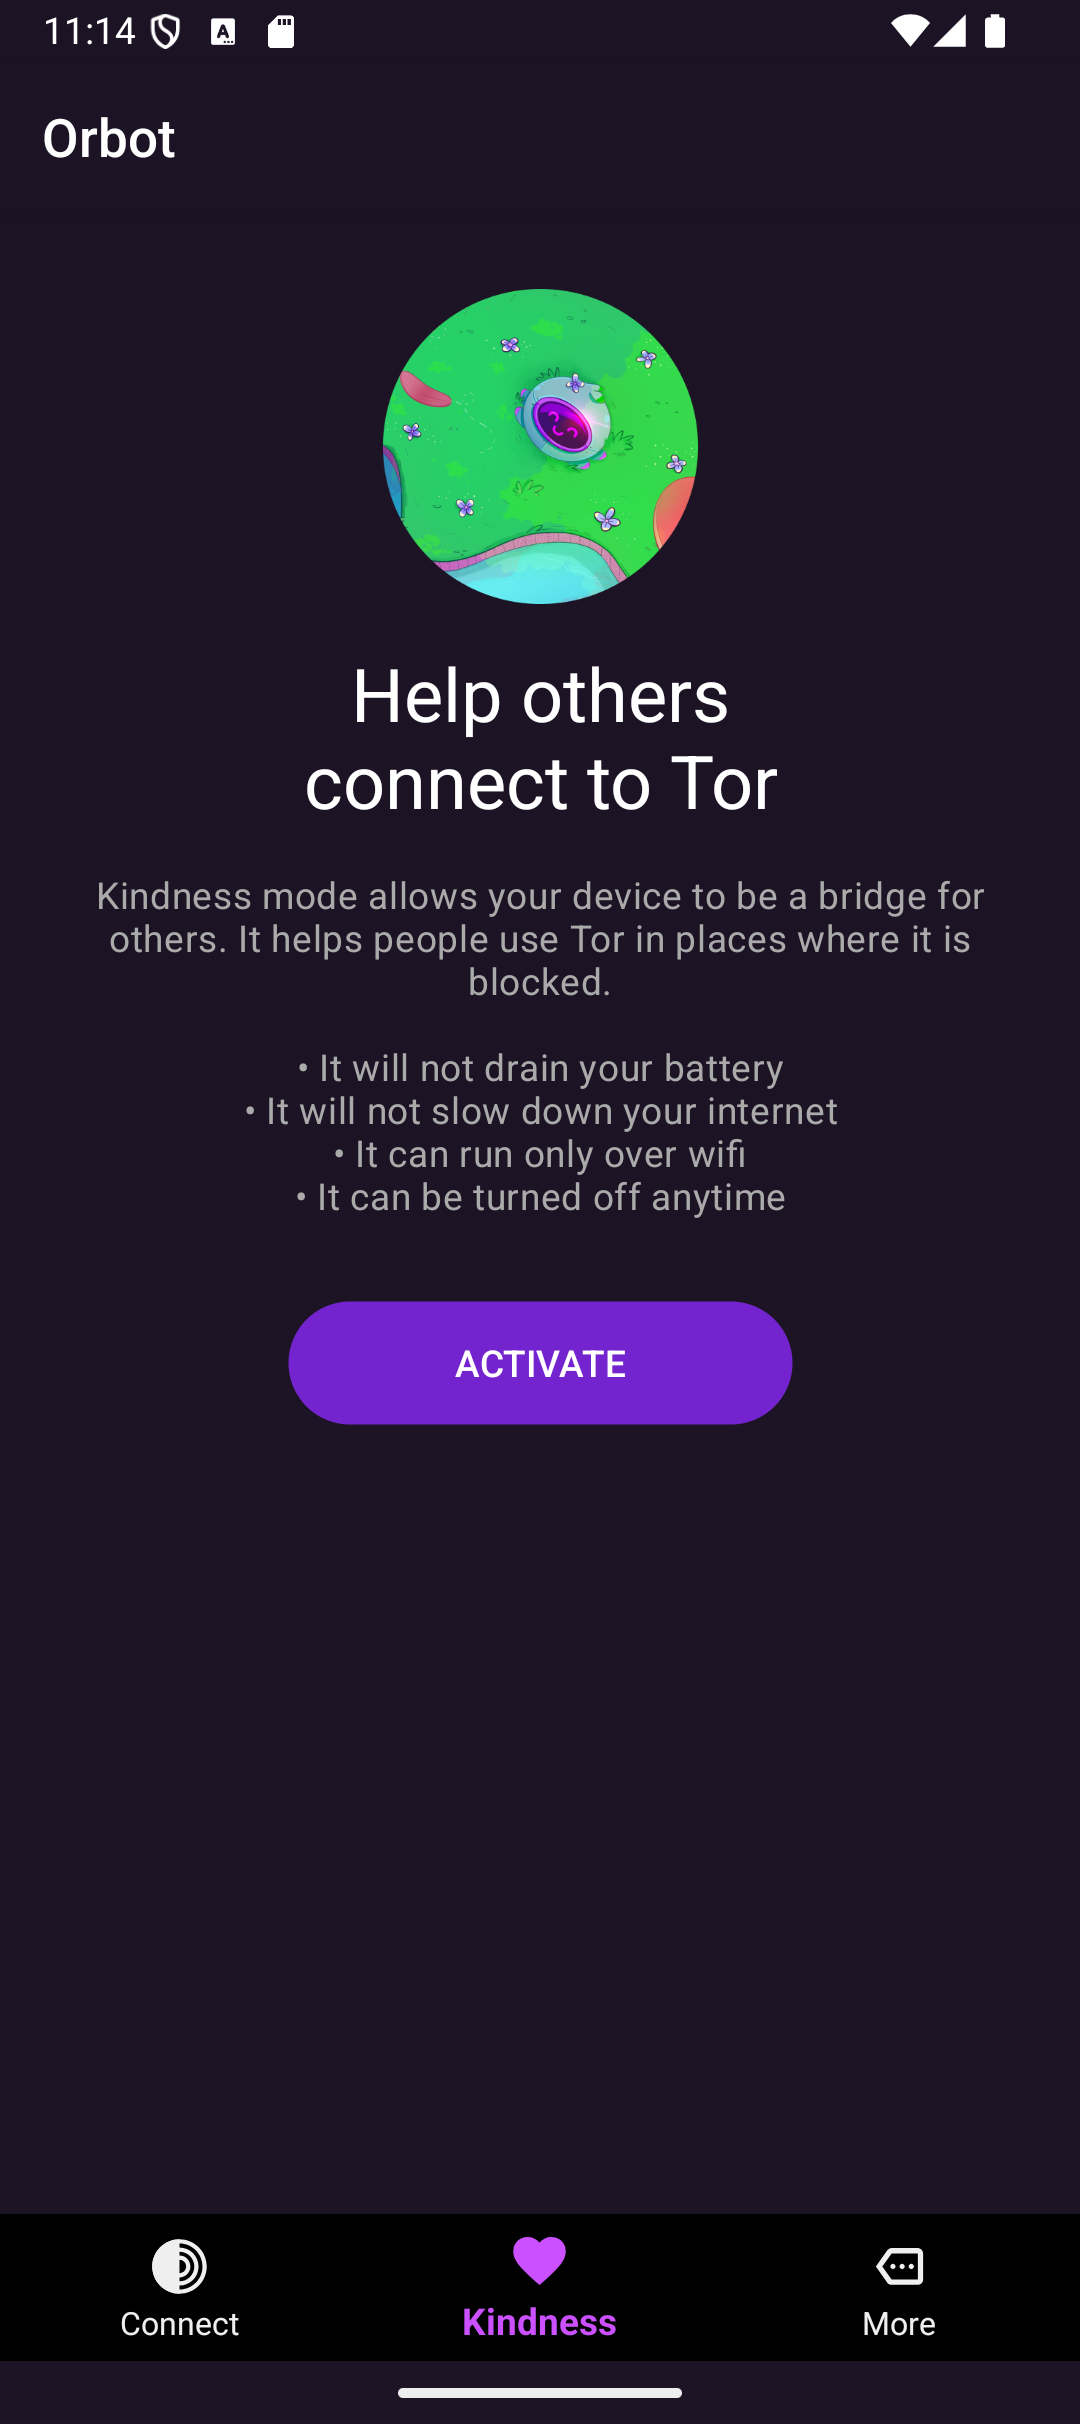 11:14
Orbot
Help others
connect to Tor
Kindness mode allows your device to be a bridge for
others. It helps people use Tor in places where it is
blocked.
• It will not drain your battery
• It will not slow down your internet
• It can run only over wifi
• It can be turned off anytime
ACTIVATE
Connect
Kindness
More